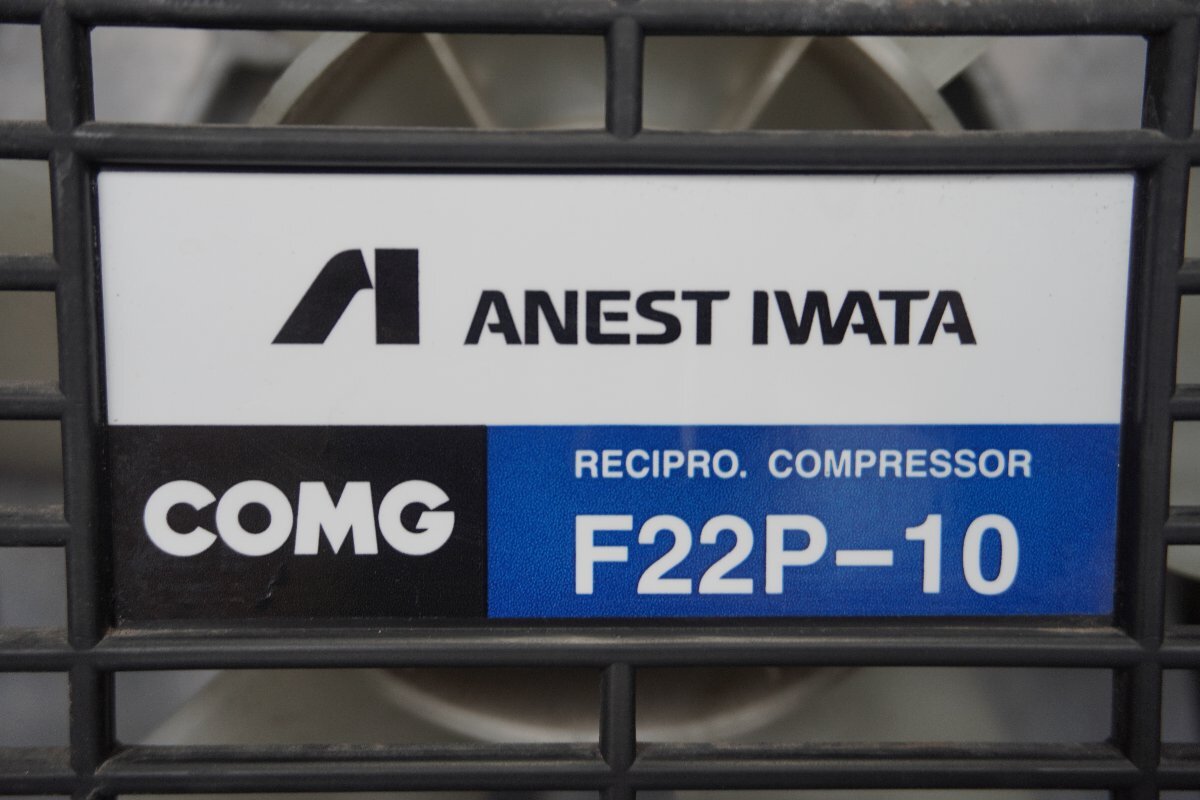 ANEST IWATA
COMG
RECIPRO. COMPRESSOR
F22P-10